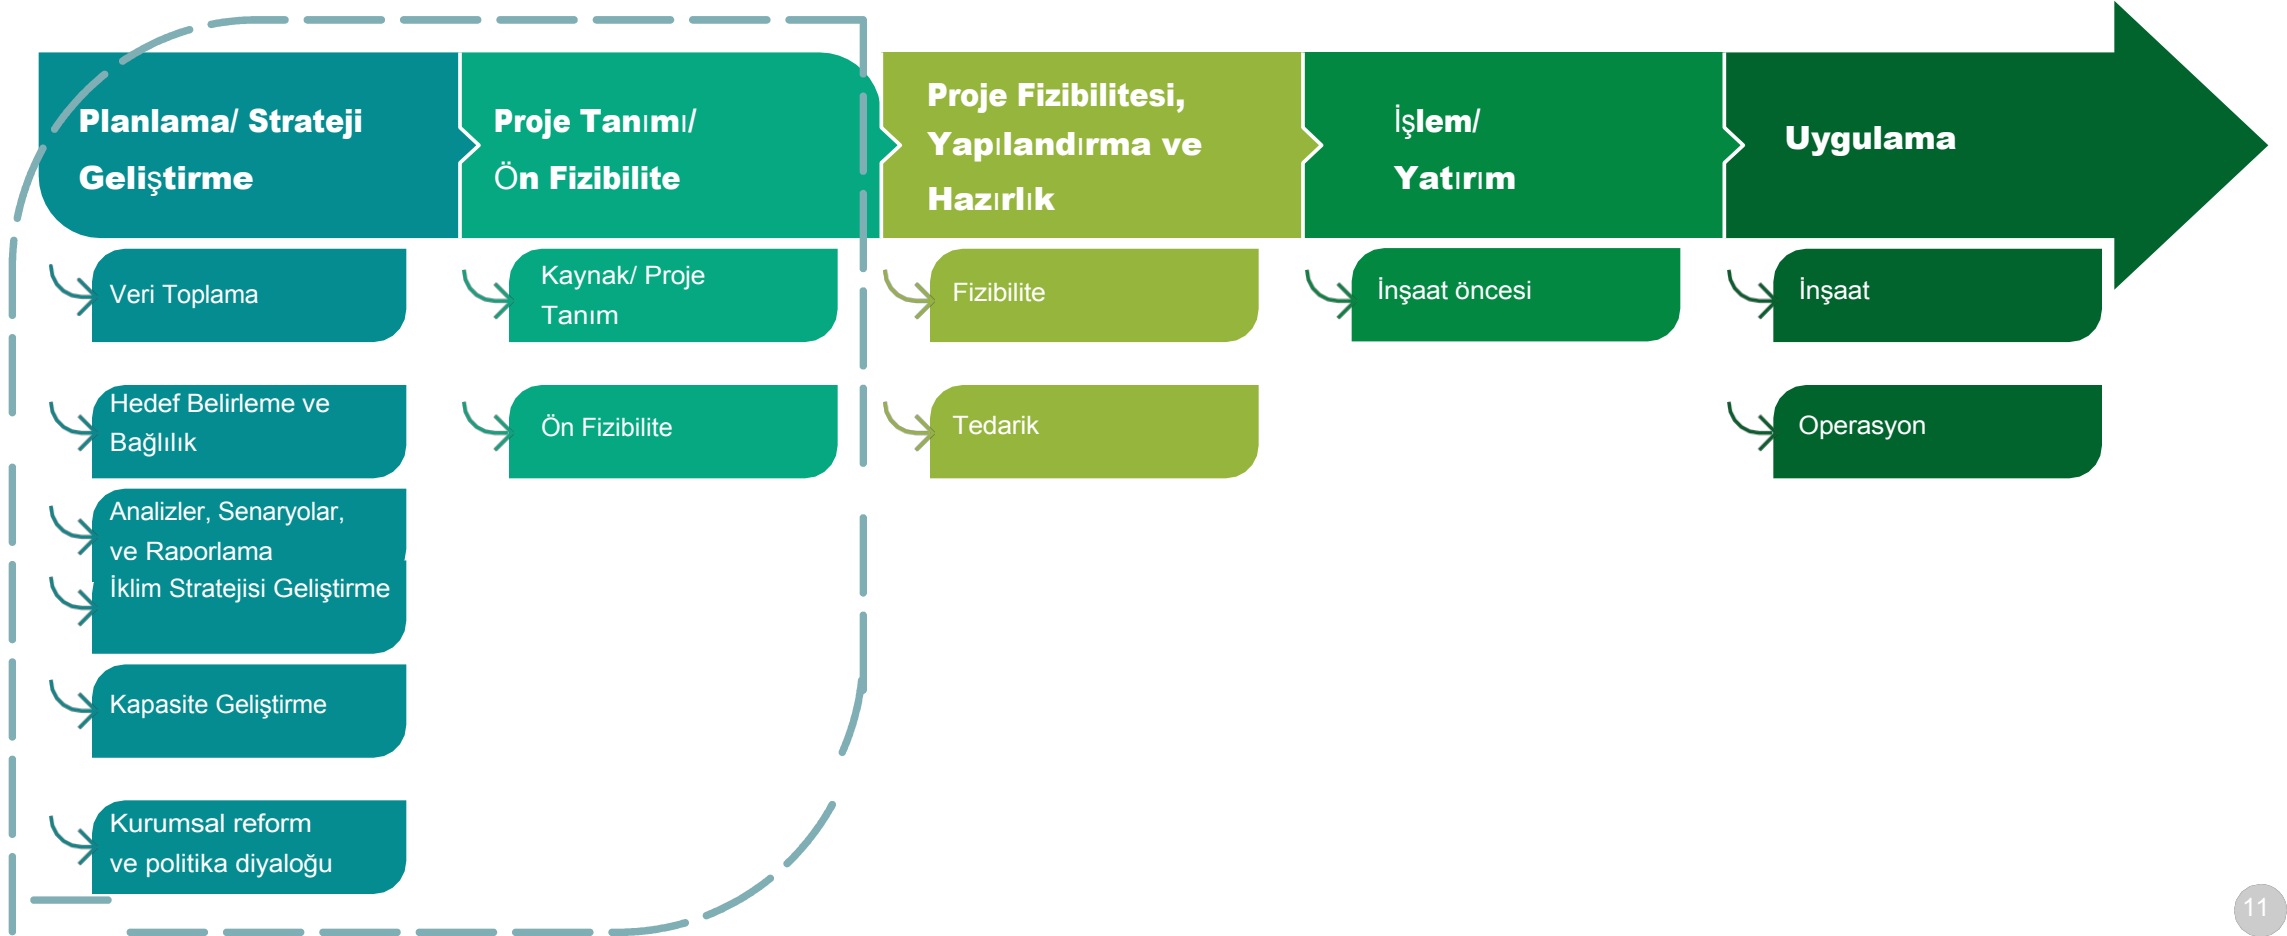 Planlama/ Strateji
Geliştirme
Proje Tanımı/
Ön Fizibilite
Proje Fizibilitesi,
Yapılandırma ve
Hazırlık
İşlem/
Yatırım
Uygulama
Veri Toplama
Hedef Belirleme ve
Bağlılık
Analizler, Senaryolar,
ve Raporlama
İklim Stratejisi Geliştirme
Kapasite Geliştirme
Kurumsal reform
ve politika diyaloğu
Kaynak/ Proje
Tanım
Ön Fizibilite
Fizibilite
Tedarik
İnşaat öncesi
İnşaat
Operasyon
11